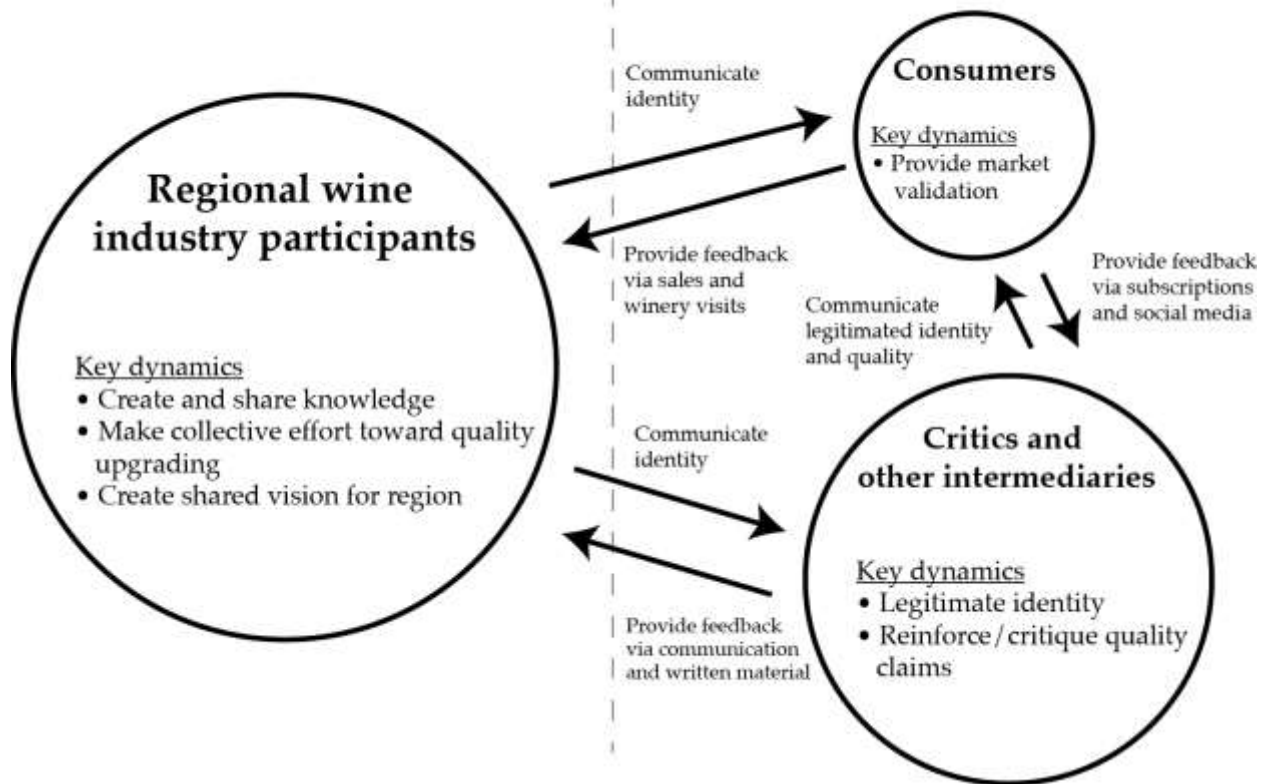 Regional wine
industry participants
Key dynamics
• Create and share knowledge
• Make collective effort toward quality
upgrading
• Create shared vision for region
Communicate
identity
Provide feedback
via sales and
winery visits
Consumers
Key dynamics
• Provide market
validation
Communicate
legitimated identity
and quality
Provide feedback
via subscriptions
and social media
Communicate
identity
Provide feedback
via communication
and written material
Critics and
other intermediaries
Key dynamics
• Legitimate identity
• Reinforce/critique quality
claims